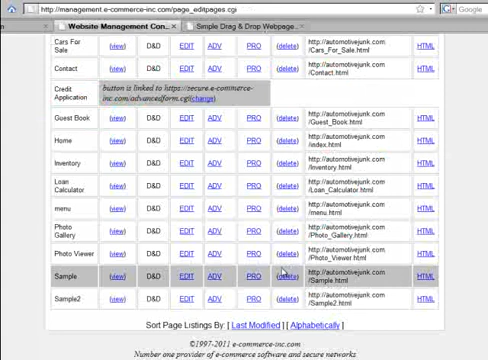 http://management.e-commerce-inc.com/page_editpages.cgi
Google
Website Management Con...
Simple Drag & Drop Webpage...
Cars For Sale (view) D&D EDIT ADV PRO (delete) http://automotivejunk.com/Cars_For_Sale.html HTML
Contact (view) D&D EDIT ADV PRO (delete) http://automotivejunk.com/Contact.html HTML
Credit Application button is linked to https://secure.e-commerce-inc.com/advancedform.cgi(change).
Guest Book (view) D&D EDIT ADV PRO (delete) http://automotivejunk.com/Guest_Book.html HTML
Home (view) D&D EDIT ADV PRO (delete) http://automotivejunk.com/index.html HTML
Inventory (view) D&D EDIT ADV PRO (delete) http://automotivejunk.com/Inventory.html HTML
Loan Calculator (view) D&D EDIT ADV PRO (delete) http://automotivejunk.com/Loan_Calculator.html HTML
menu (view) D&D EDIT ADV PRO (delete) http://automotivejunk.com/menu.html HTML
Photo Gallery (view) D&D EDIT ADV PRO (delete) http://automotivejunk.com/Photo_Gallery.html HTML
Photo Viewer (view) D&D EDIT ADV PRO (delete) http://automotivejunk.com/Photo_Viewer.html HTML
Sample (view) D&D EDIT ADV PRO (delete) http://automotivejunk.com/Sample.html HTML
Sample2 (view) D&D EDIT ADV PRO (delete) http://automotivejunk.com/Sample2.html HTML
Sort Page Listings By: [ Last Modified ] [ Alphabetically ]
©1997-2011 e-commerce-inc.com
Number one provider of e-commerce software and secure networks